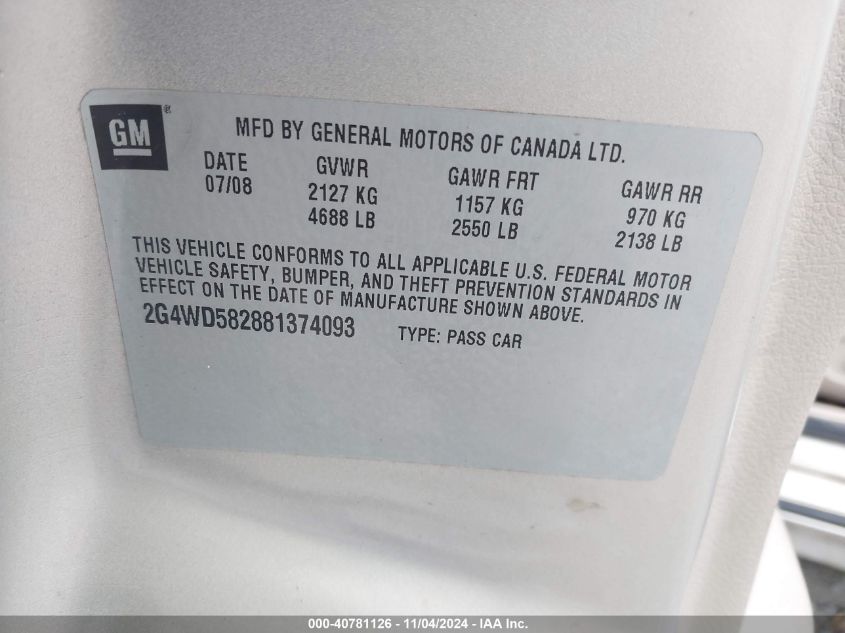 GM®
MFD BY GENERAL MOTORS OF CANADA LTD.
DATE GVWR GAWR FRT GAWR RR
07/08 2127 KG 1157 KG 970 KG
4688 LB 2550 LB 2138 LB
THIS VEHICLE CONFORMS TO ALL APPLICABLE U.S. FEDERAL MOTOR
VEHICLE SAFETY, BUMPER, AND THEFT PREVENTION STANDARDS IN
EFFECT ON THE DATE OF MANUFACTURE SHOWN ABOVE.
2G4WD582881374093 TYPE: PASS CAR
000-40781126 - 11/04/2024 - IAA Inc.